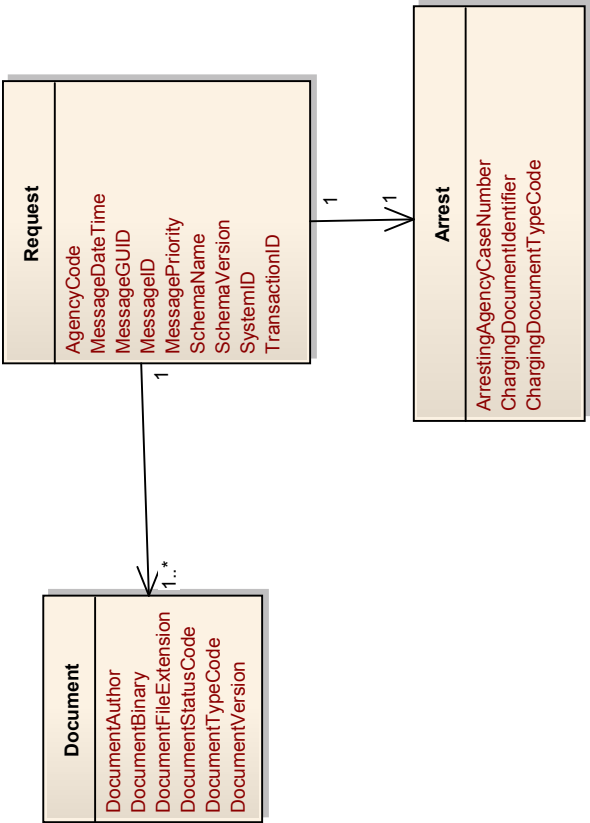 Request
AgencyCode
MessageDateTime
MessageGUID
MessageID
MessagePriority
SchemaName
SchemaVersion
SystemID
TransactionID
1
1..*
1
1
Document
DocumentAuthor
DocumentBinary
DocumentFileExtension
DocumentStatusCode
DocumentTypeCode
DocumentVersion
Arrest
ArrestingAgencyCaseNumber
ChargingDocumentIdentifier
ChargingDocumentTypeCode